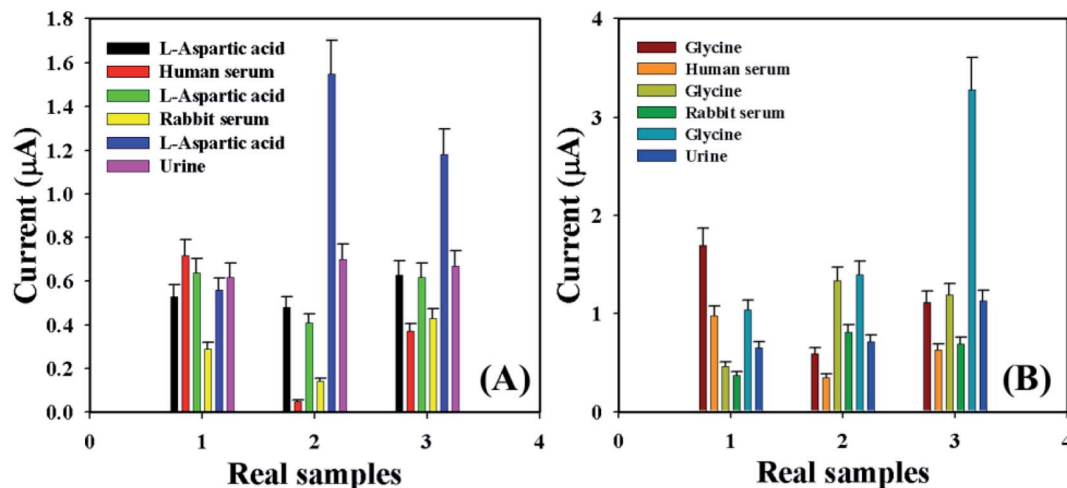 1.8
1.6
1.4
1.2
1.0
0.8
0.6
0.4
0.2
0.0
Current (μA)
L-Aspartic acid
Human serum
L-Aspartic acid
Rabbit serum
L-Aspartic acid
Urine
(A)
0 1 2 3 4
Real samples
4
3
2
1
0
Current (μA)
Glycine
Human serum
Glycine
Rabbit serum
Glycine
Urine
(B)
0 1 2 3 4
Real samples